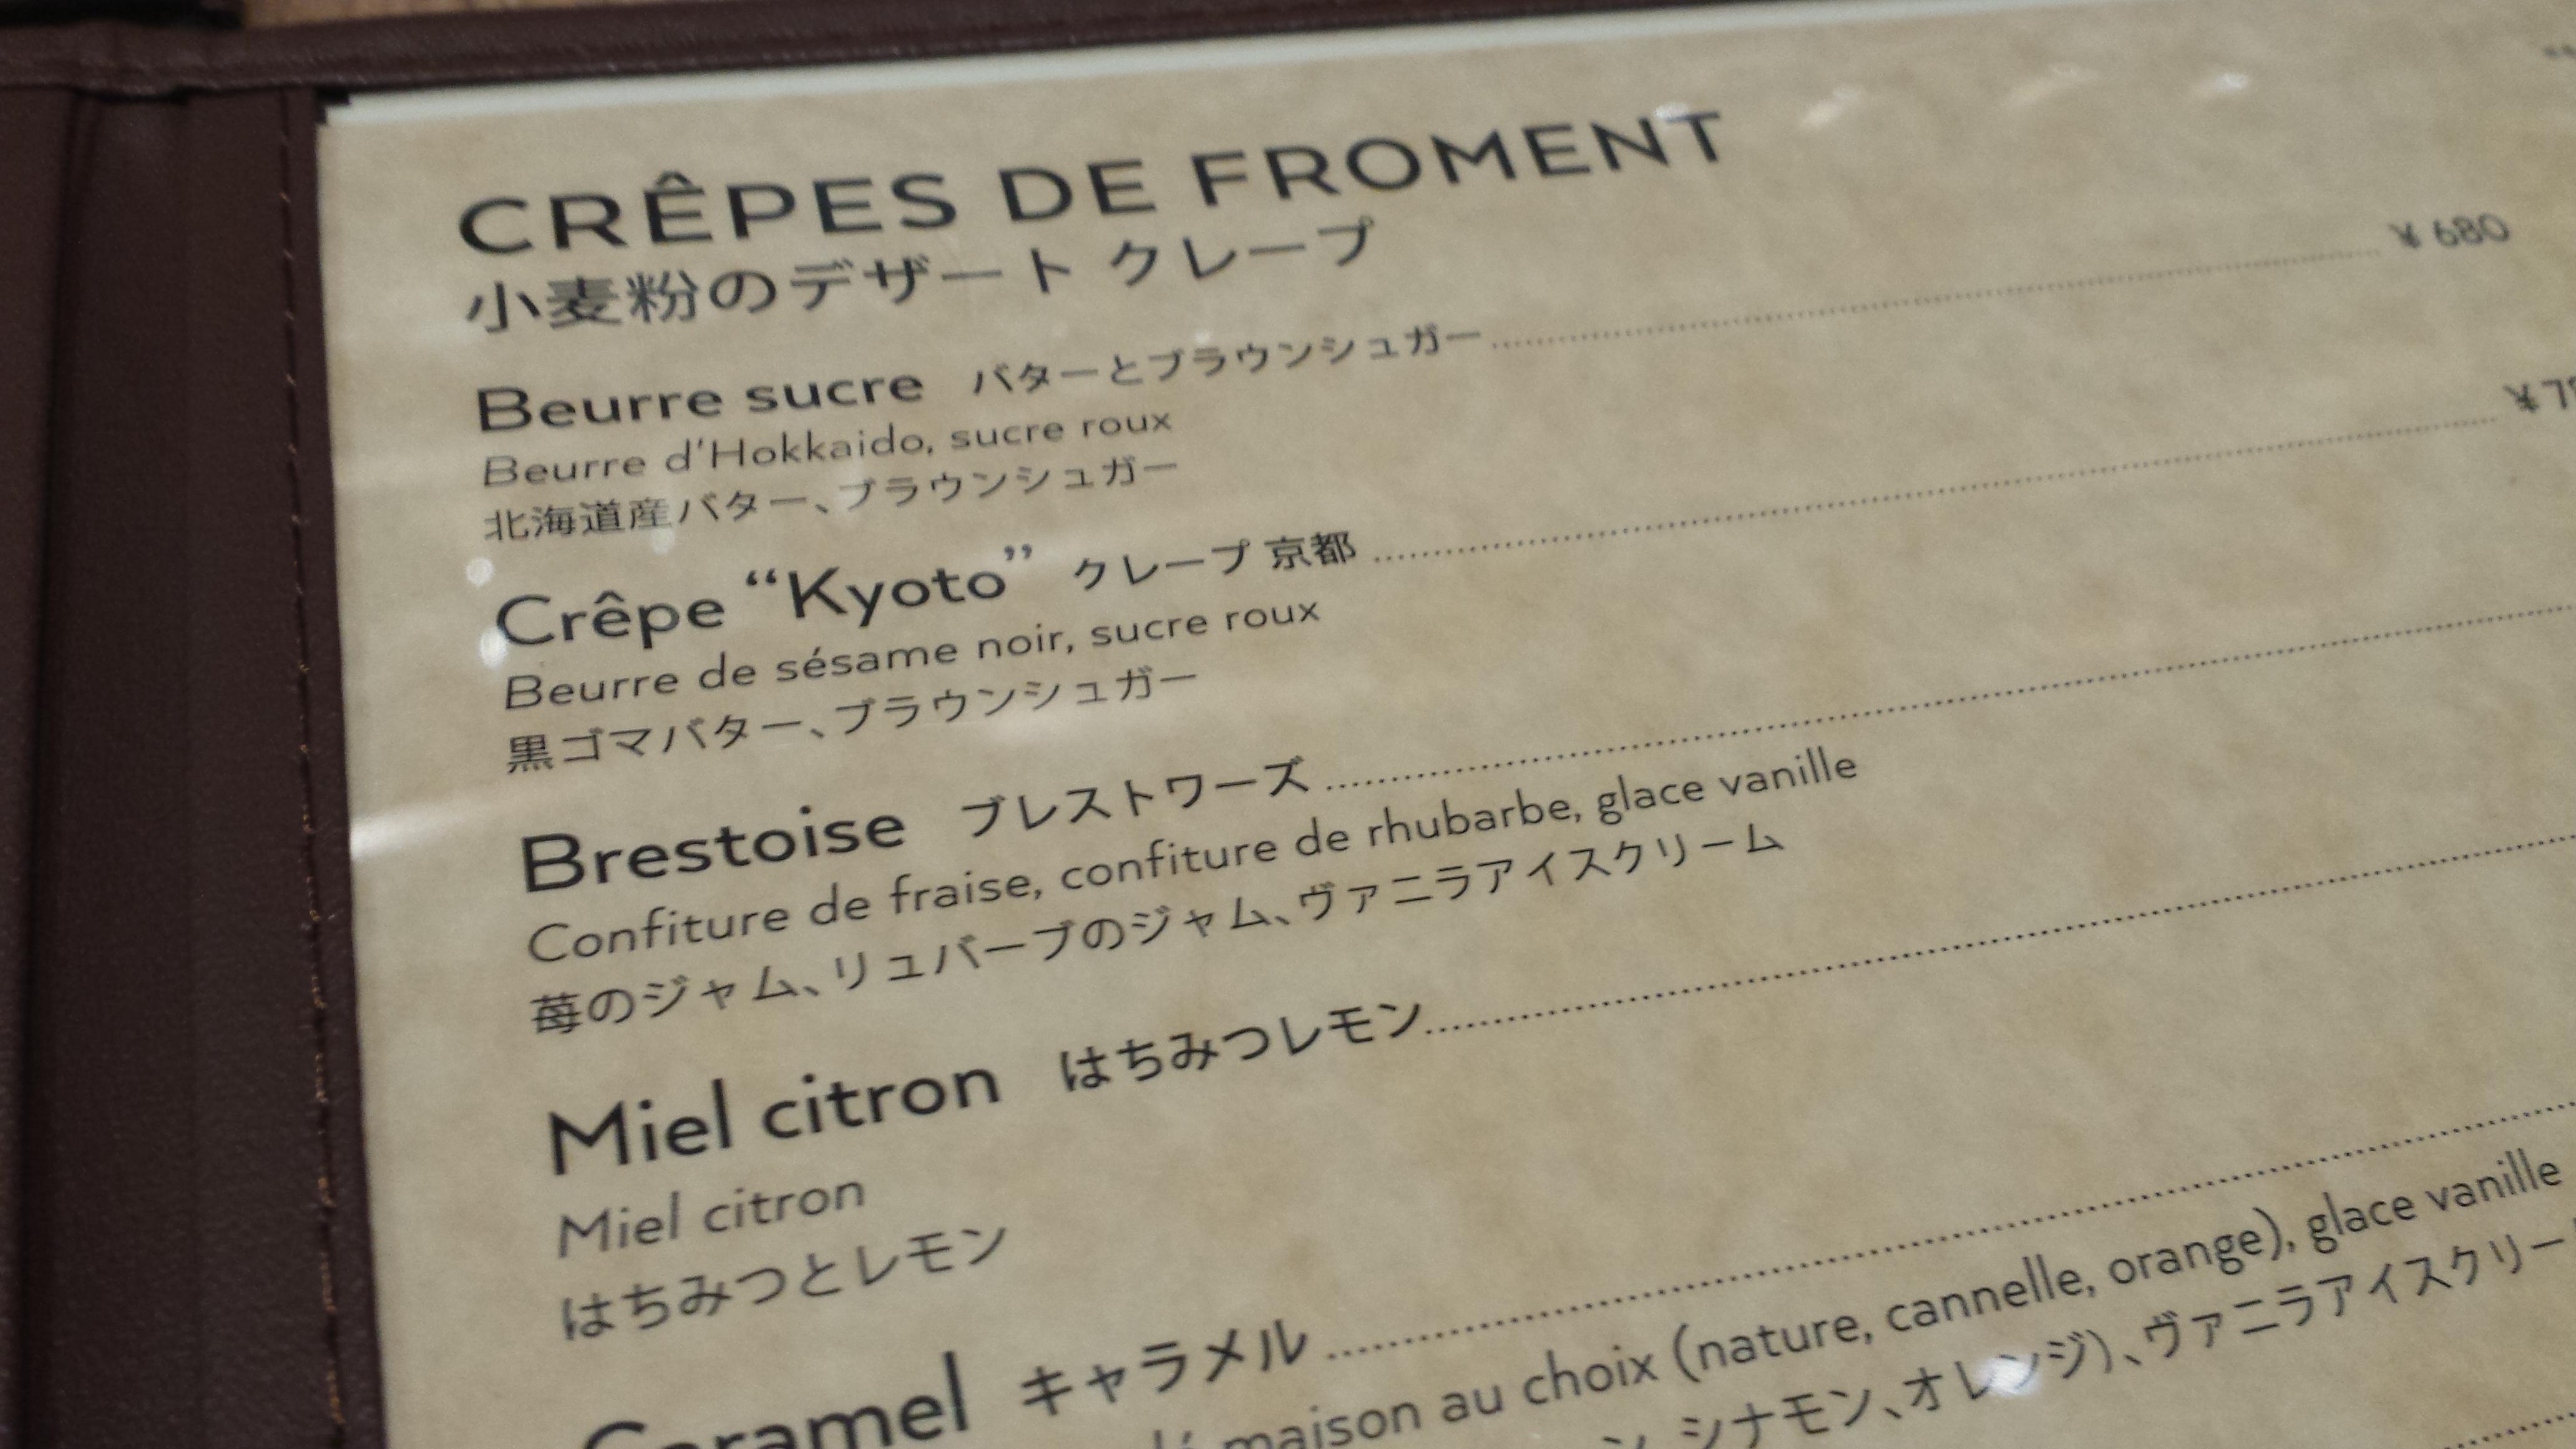 CRÊPES DE FROMENT
小麦粉のデザート クレープ
Beurre sucre バターとブラウンシュガー ¥680
Beurre d'Hokkaido, sucre roux
北海道産バター、ブラウンシュガー
Crêpe “Kyoto” クレープ 京都
Beurre de sésame noir, sucre roux
黒ゴマバター、ブラウンシュガー
Brestoise ブレストワーズ
Confiture de fraise, confiture de rhubarbe, glace vanille
苺のジャム、リュバーブのジャム、ヴァニラアイスクリーム
Miel citron はちみつレモン
Miel citron
はちみつとレモン
Caramel キャラメル
maison au choix (nature, cannelle, orange), glace vanille
シナモン、オレンジ)、ヴァニラアイスクリー